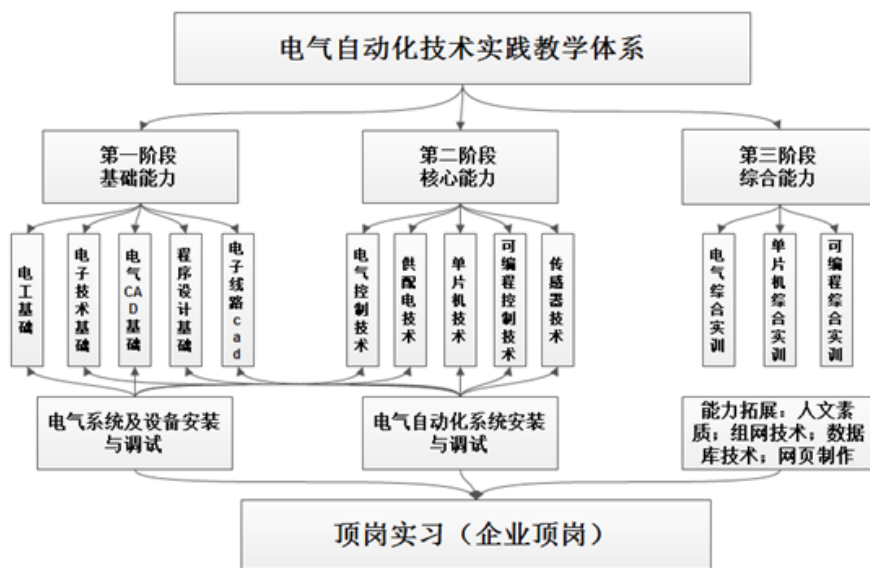 电气自动化技术实践教学体系
第一阶段
基础能力
第二阶段
核心能力
第三阶段
综合能力
电工基础
电子技术基础
电气CAD基础
程序设计基础
电子线路cad
电气控制技术
供配电技术
单片机技术
可编程控制技术
传感器技术
电气综合实训
单片机综合实训
可编程综合实训
电气系统及设备安装
与调试
电气自动化系统安装
与调试
能力拓展：人文素
质；组网技术；数据
库技术；网页制作
顶岗实习（企业顶岗）